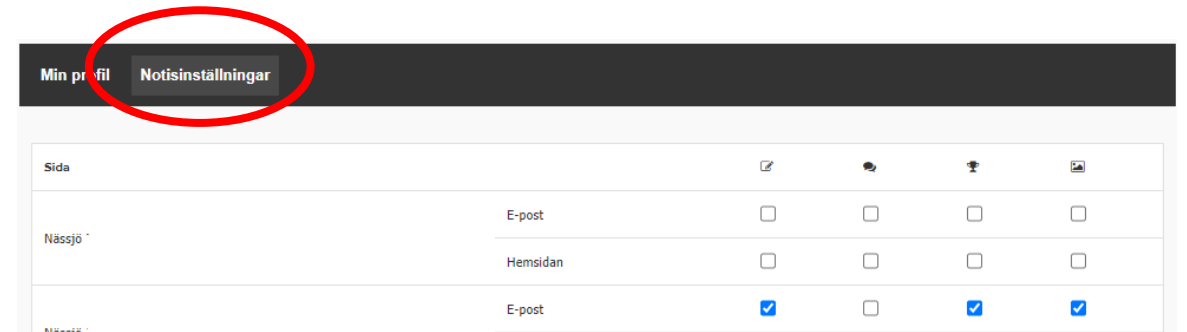 Min profil Notisinställningar
Sida
E-post
Nässjö
Hemsidan
E-post